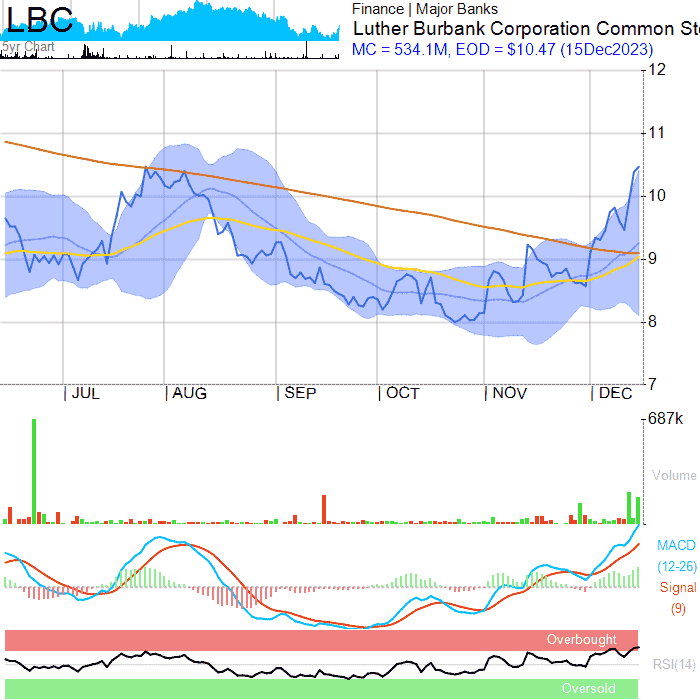 LBC
5yr Chart
Finance | Major Banks
Luther Burbank Corporation Common Sto
MC = 534.1M, EOD = $10.47 (15Dec2023)
12
11
10
9
8
7
JUL AUG SEP OCT NOV DEC
687k
Volume
MACD
(12-26)
Signal
(9)
Overbought
RSI(14)
Oversold